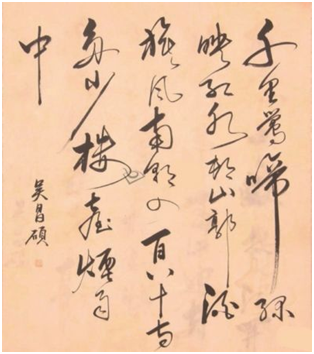 千里鶯啼綠
映紅水村山郭酒
旗風南朝四百八十寺
多少樓臺煙雨
中
吳昌碩